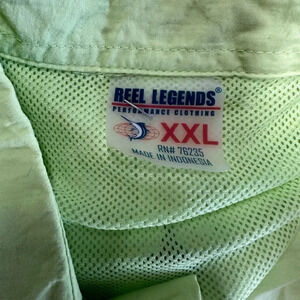 REEL LEGENDS®
PERFORMANCE CLOTHING
XXL
RN# 76235
MADE IN INDONESIA